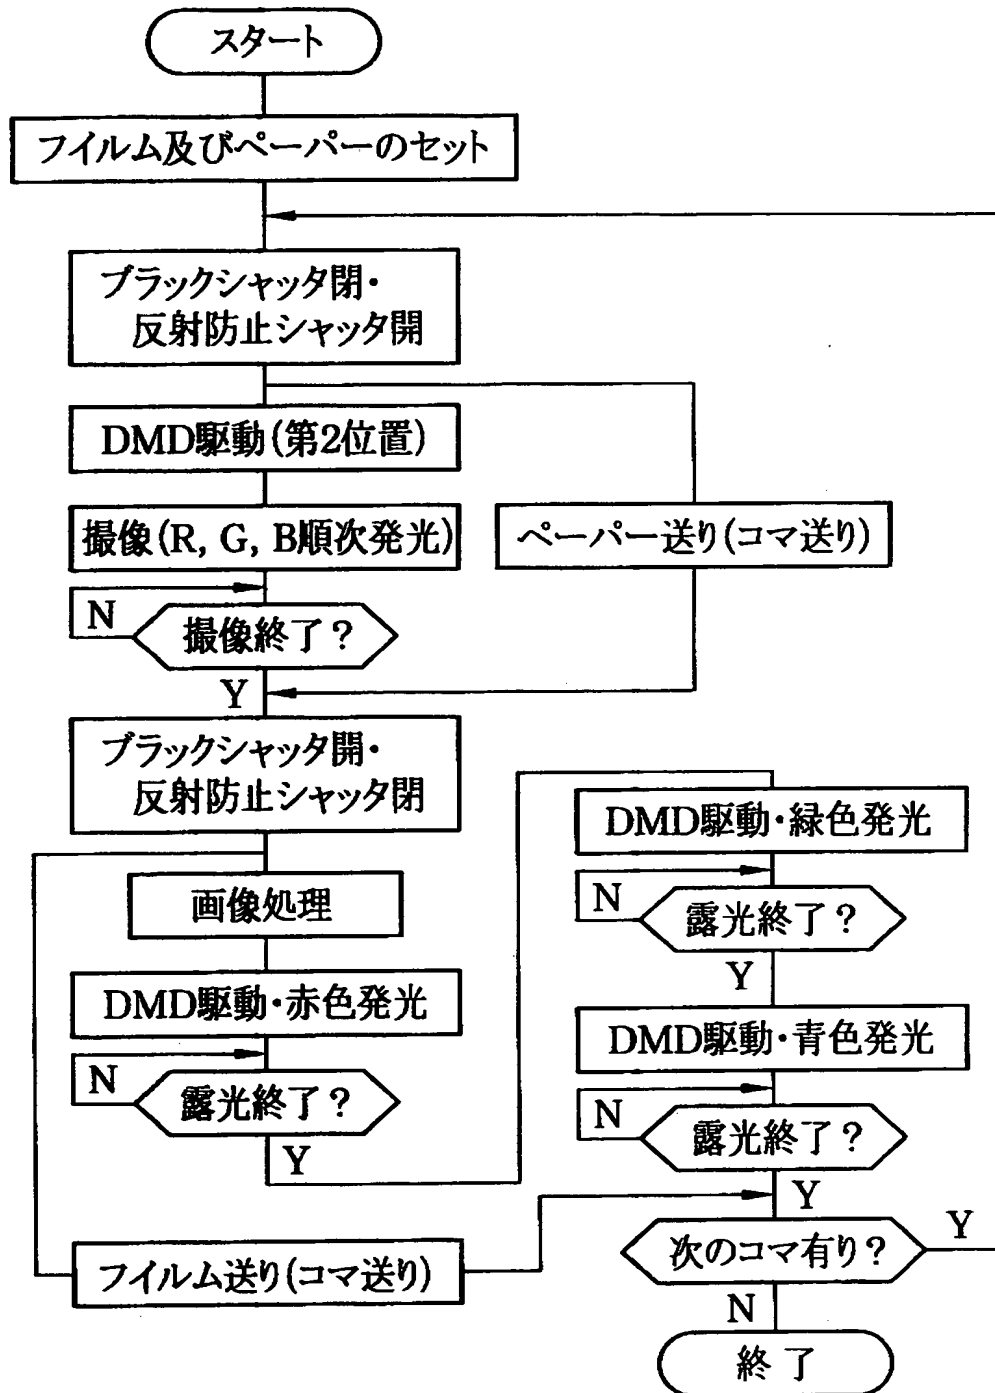 スタート
フイルム及びペーパーのセット
ブラックシャッタ閉・
反射防止シャッタ開
DMD駆動(第2位置)
撮像(R, G, B順次発光)
ペーパー送り(コマ送り)
N
撮像終了?
Y
ブラックシャッタ開・
反射防止シャッタ閉
画像処理
DMD駆動・赤色発光
N
露光終了?
Y
フイルム送り(コマ送り)
DMD駆動・緑色発光
N
露光終了?
Y
DMD駆動・青色発光
N
露光終了?
Y
次のコマ有り?
Y
N
終了